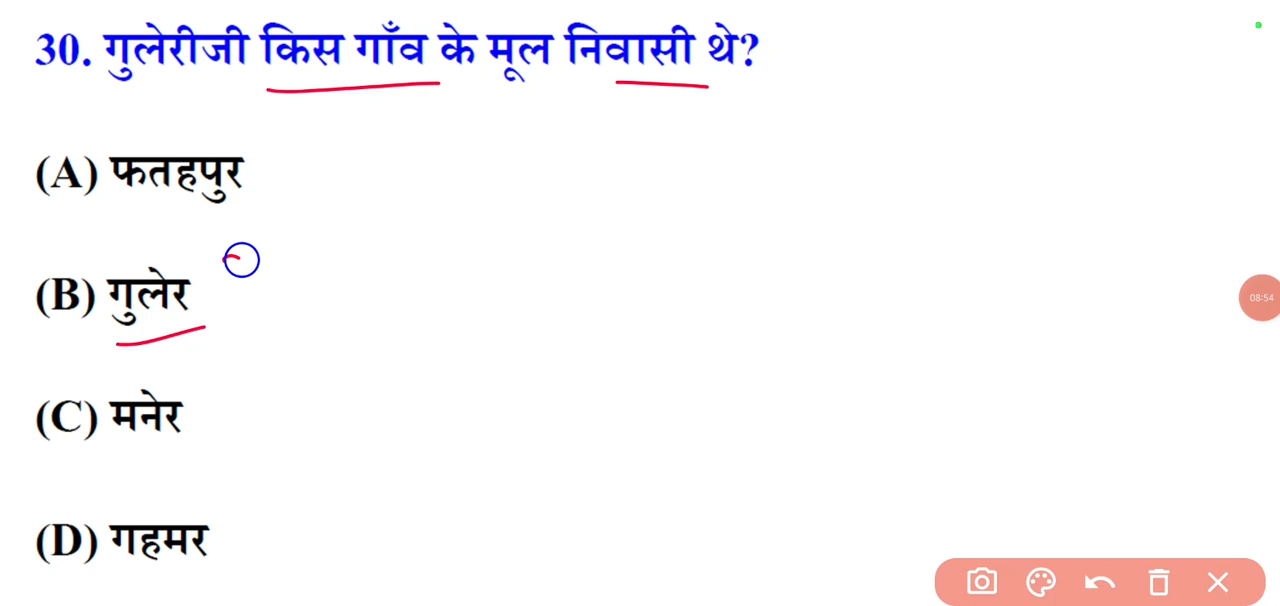 30. गुलेरीजी किस गाँव के मूल निवासी थे?
(A) फतहपुर
(B) गुलेर
08:54
(C) मनेर
(D) गहमर